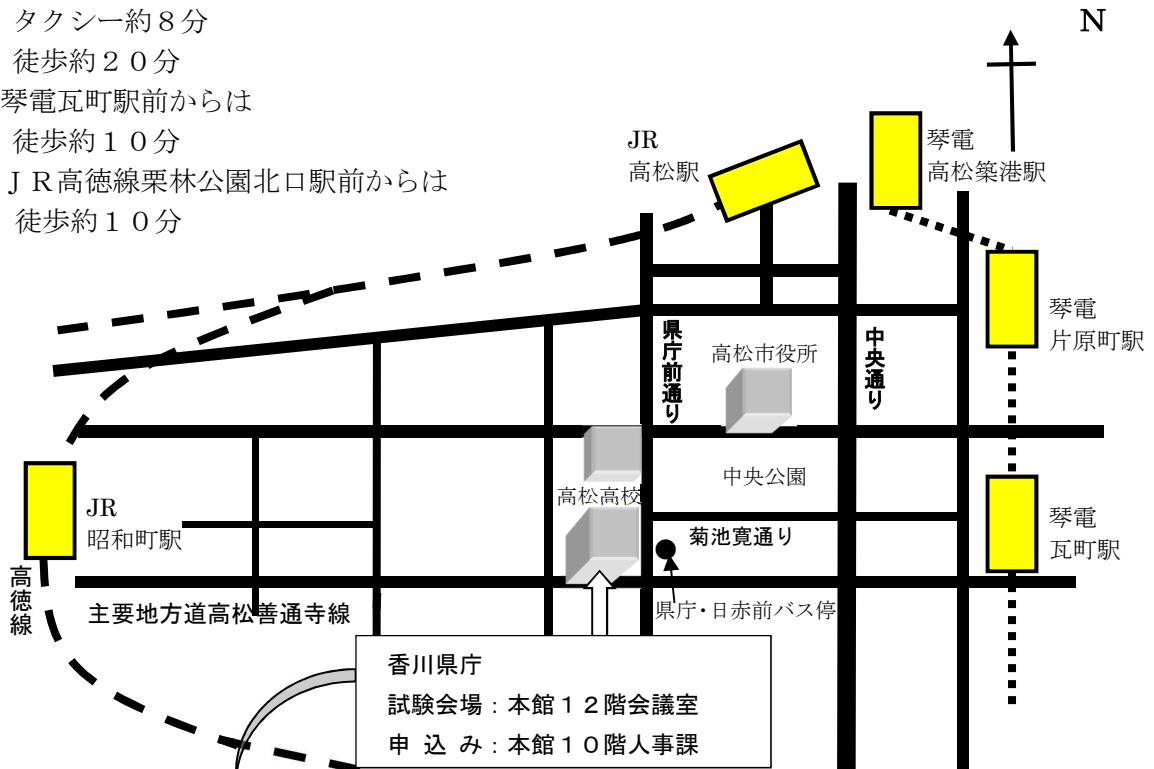 タクシー約８分
徒歩約２０分
琴電瓦町駅前からは
徒歩約１０分
ＪＲ高徳線栗林公園北口駅前からは
徒歩約１０分
N
JR
高松駅
琴電
高松築港駅
琴電
片原町駅
県庁前通り
高松市役所
中央通り
中央公園
高松高校
JR
昭和町駅
琴電
瓦町駅
菊池寛通り
高徳線
主要地方道高松善通寺線
県庁・日赤前バス停
香川県庁
試験会場：本館１２階会議室
申 込 み：本館１０階人事課